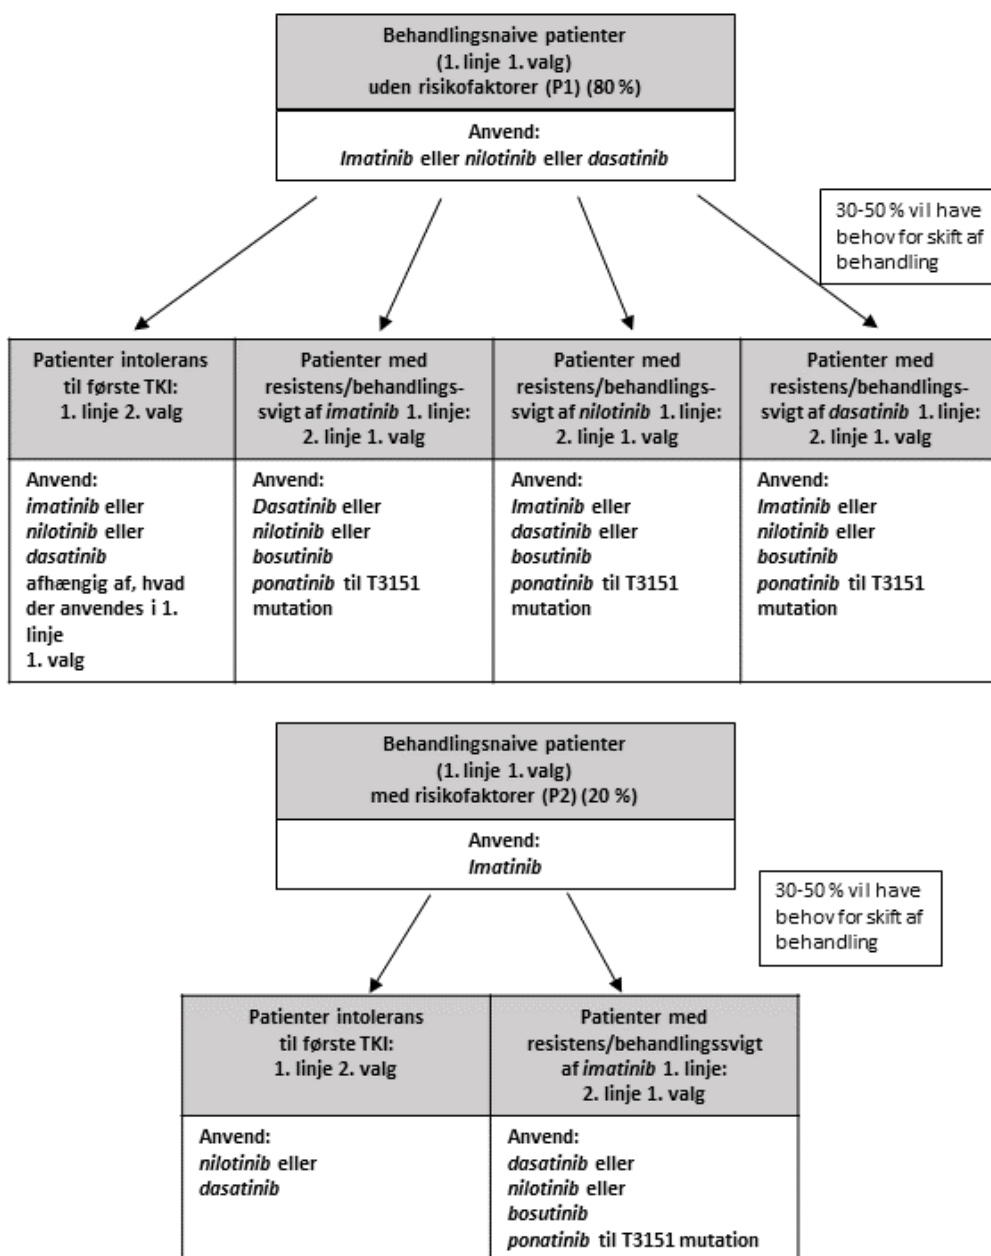 Behandlingsnaive patienter
(1. linje 1. valg)
uden risikofaktorer (P1) (80 %)
Anvend:
Imatinib eller nilotinib eller dasatinib
30-50 % vil have
behov for skift af
behandling
Patienter intolerans
til første TKI:
1. linje 2. valg
Patienter med
resistens/behandlings-
svigt af imatinib 1. linje:
2. linje 1. valg
Patienter med
resistens/behandlings-
svigt af nilotinib 1. linje:
2. linje 1. valg
Patienter med
resistens/behandlings-
svigt af dasatinib 1. linje:
2. linje 1. valg
Anvend:
imatinib eller
nilotinib eller
dasatinib
afhængig af, hvad
der anvendes i 1.
linje
1. valg
Anvend:
Dasatinib eller
nilotinib eller
bosutinib
ponatinib til T3151
mutation
Anvend:
Imatinib eller
dasatinib eller
bosutinib
ponatinib til T3151
mutation
Anvend:
Imatinib eller
nilotinib eller
bosutinib
ponatinib til T3151
mutation
Behandlingsnaive patienter
(1. linje 1. valg)
med risikofaktorer (P2) (20 %)
Anvend:
Imatinib
30-50 % vil have
behov for skift af
behandling
Patienter intolerans
til første TKI:
1. linje 2. valg
Patienter med
resistens/behandlingssvigt
af imatinib 1. linje:
2. linje 1. valg
Anvend:
nilotinib eller
dasatinib
Anvend:
dasatinib eller
nilotinib eller
bosutinib
ponatinib til T3151 mutation